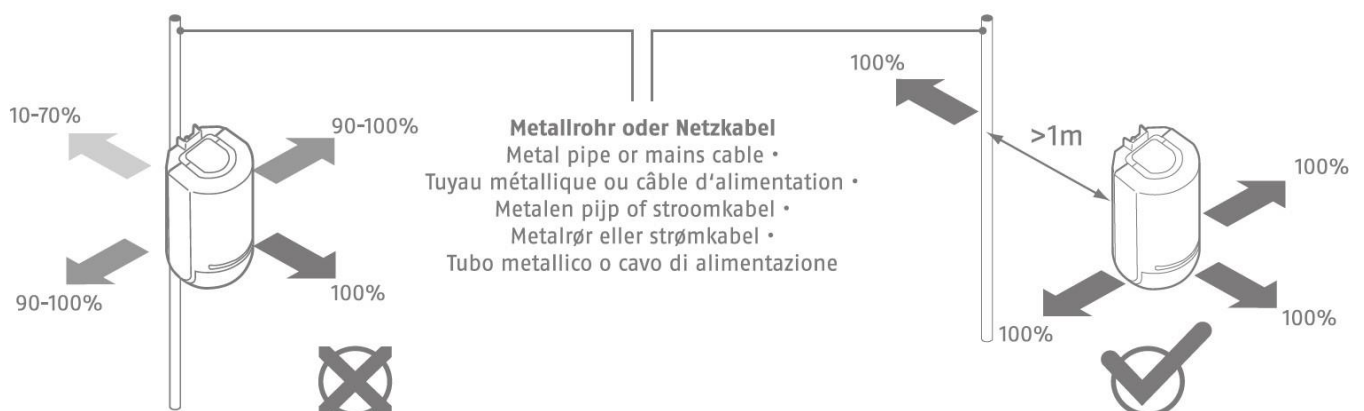 10-70%
90-100%
90-100%
100%
Metallrohr oder Netzkabel
Metal pipe or mains cable •
Tuyau métallique ou câble d‘alimentation •
Metalen pijp of stroomkabel •
Metalrør eller strømkabel •
Tubo metallico o cavo di alimentazione
100%
>1m
100%
100%
100%